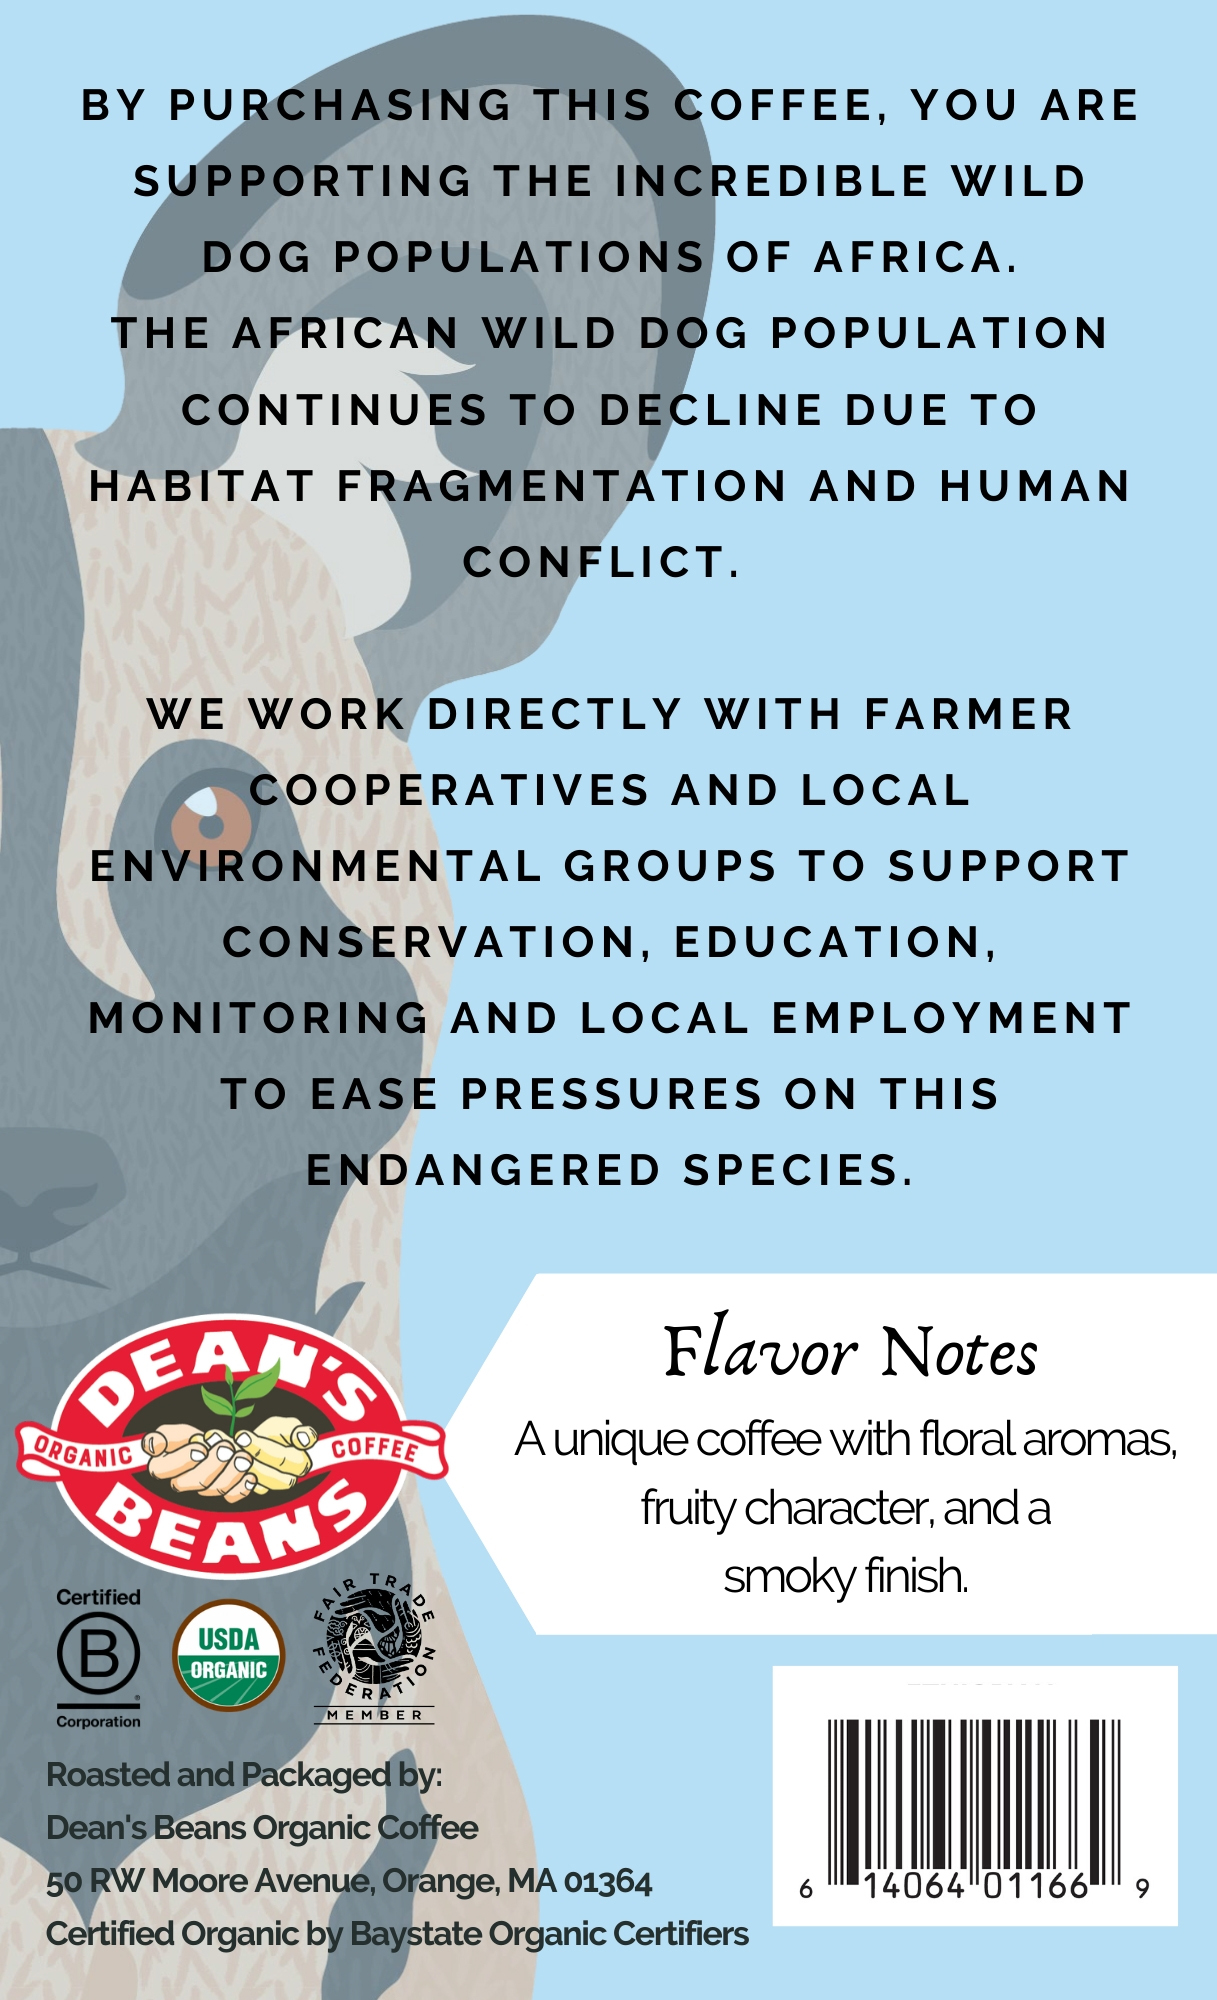 BY PURCHASING THIS COFFEE, YOU ARE
SUPPORTING THE INCREDIBLE WILD
DOG POPULATIONS OF AFRICA.
THE AFRICAN WILD DOG POPULATION
CONTINUES TO DECLINE DUE TO
HABITAT FRAGMENTATION AND HUMAN
CONFLICT.
WE WORK DIRECTLY WITH FARMER
COOPERATIVES AND LOCAL
ENVIRONMENTAL GROUPS TO SUPPORT
CONSERVATION, EDUCATION,
MONITORING AND LOCAL EMPLOYMENT
TO EASE PRESSURES ON THIS
ENDANGERED SPECIES.
Flavor Notes
A unique coffee with floral aromas,
fruity character, and a
smoky finish.
DEAN'S
ORGANIC COFFEE
BEANS
Certified
B
®
Corporation
USDA
ORGANIC
FAIR TRADE
FEDERATION
MEMBER
Roasted and Packaged by:
Dean's Beans Organic Coffee
50 RW Moore Avenue, Orange, MA 01364
Certified Organic by Baystate Organic Certifiers
6 14064 01166 9